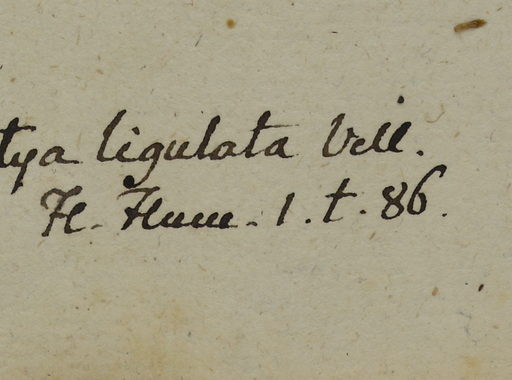 tya ligulata Vell.
Fl. Flum. 1. t. 86.